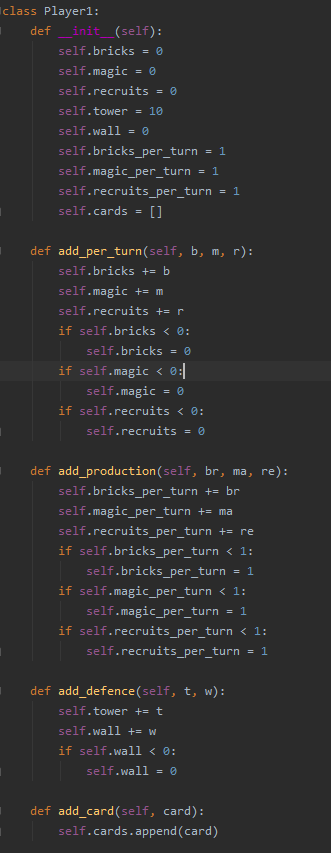 class Player1:
    def __init__(self):
        self.bricks = 0
        self.magic = 0
        self.recruits = 0
        self.tower = 10
        self.wall = 0
        self.bricks_per_turn = 1
        self.magic_per_turn = 1
        self.recruits_per_turn = 1
        self.cards = []

    def add_per_turn(self, b, m, r):
        self.bricks += b
        self.magic += m
        self.recruits += r
        if self.bricks < 0:
            self.bricks = 0
        if self.magic < 0:
            self.magic = 0
        if self.recruits < 0:
            self.recruits = 0

    def add_production(self, br, ma, re):
        self.bricks_per_turn += br
        self.magic_per_turn += ma
        self.recruits_per_turn += re
        if self.bricks_per_turn < 1:
            self.bricks_per_turn = 1
        if self.magic_per_turn < 1:
            self.magic_per_turn = 1
        if self.recruits_per_turn < 1:
            self.recruits_per_turn = 1

    def add_defence(self, t, w):
        self.tower += t
        self.wall += w
        if self.wall < 0:
            self.wall = 0

    def add_card(self, card):
        self.cards.append(card)